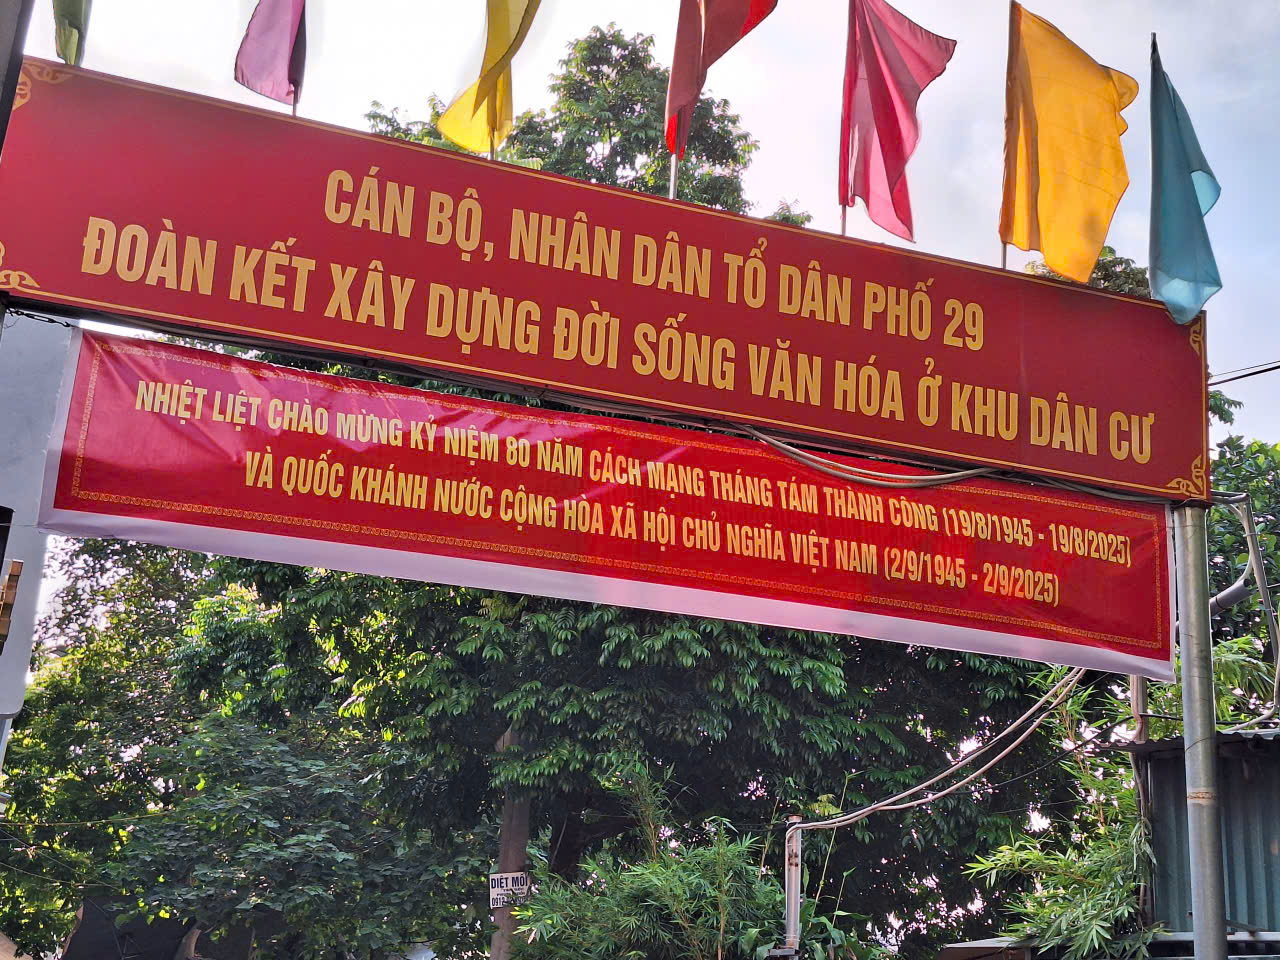 CÁN BỘ, NHÂN DÂN TỔ DÂN PHỐ 29
ĐOÀN KẾT XÂY DỰNG ĐỜI SỐNG VĂN HÓA Ở KHU DÂN CƯ
NHIỆT LIỆT CHÀO MỪNG KỶ NIỆM 80 NĂM CÁCH MẠNG THÁNG TÁM THÀNH CÔNG (19/8/1945 - 19/8/2025)
VÀ QUỐC KHÁNH NƯỚC CỘNG HÒA XÃ HỘI CHỦ NGHĨA VIỆT NAM (2/9/1945 - 2/9/2025)
DIỆT MỐI